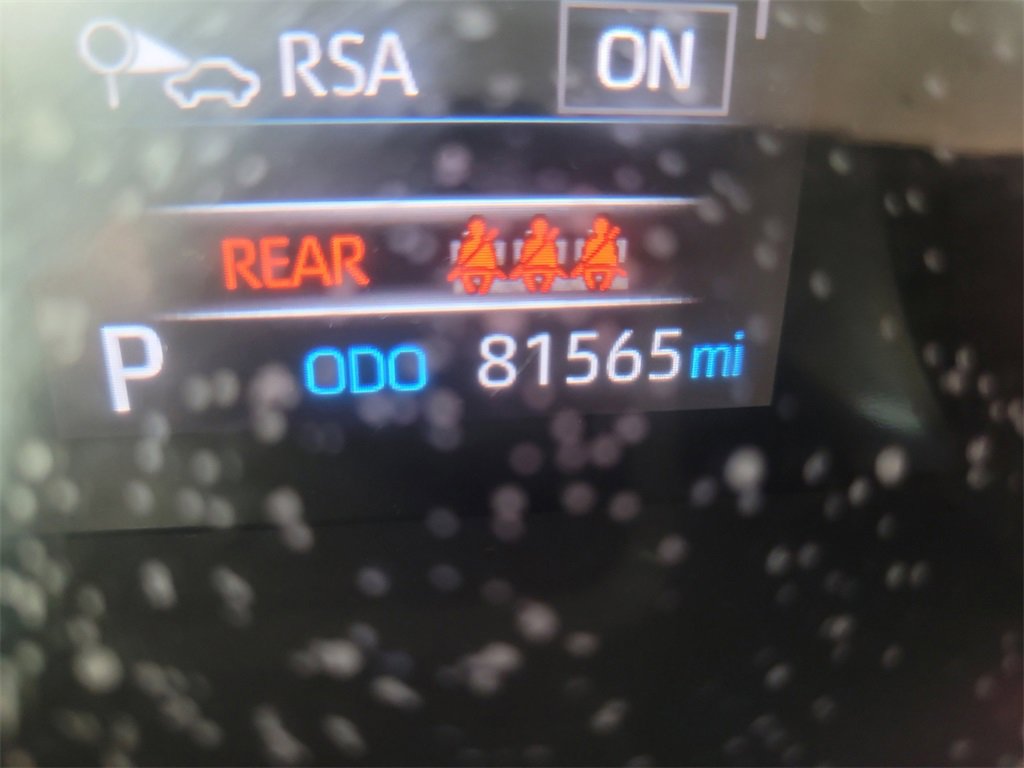 RSA ON
REAR
P ODO 81565 mi